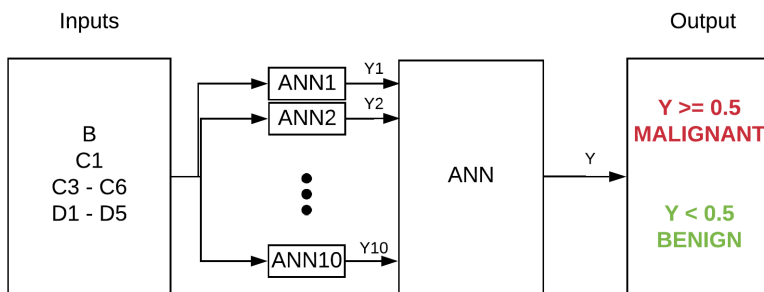 Inputs
Output
B
C1
C3 - C6
D1 - D5
ANN1
Y1
ANN2
Y2
ANN10
Y10
ANN
Y
Y >= 0.5
MALIGNANT
Y < 0.5
BENIGN